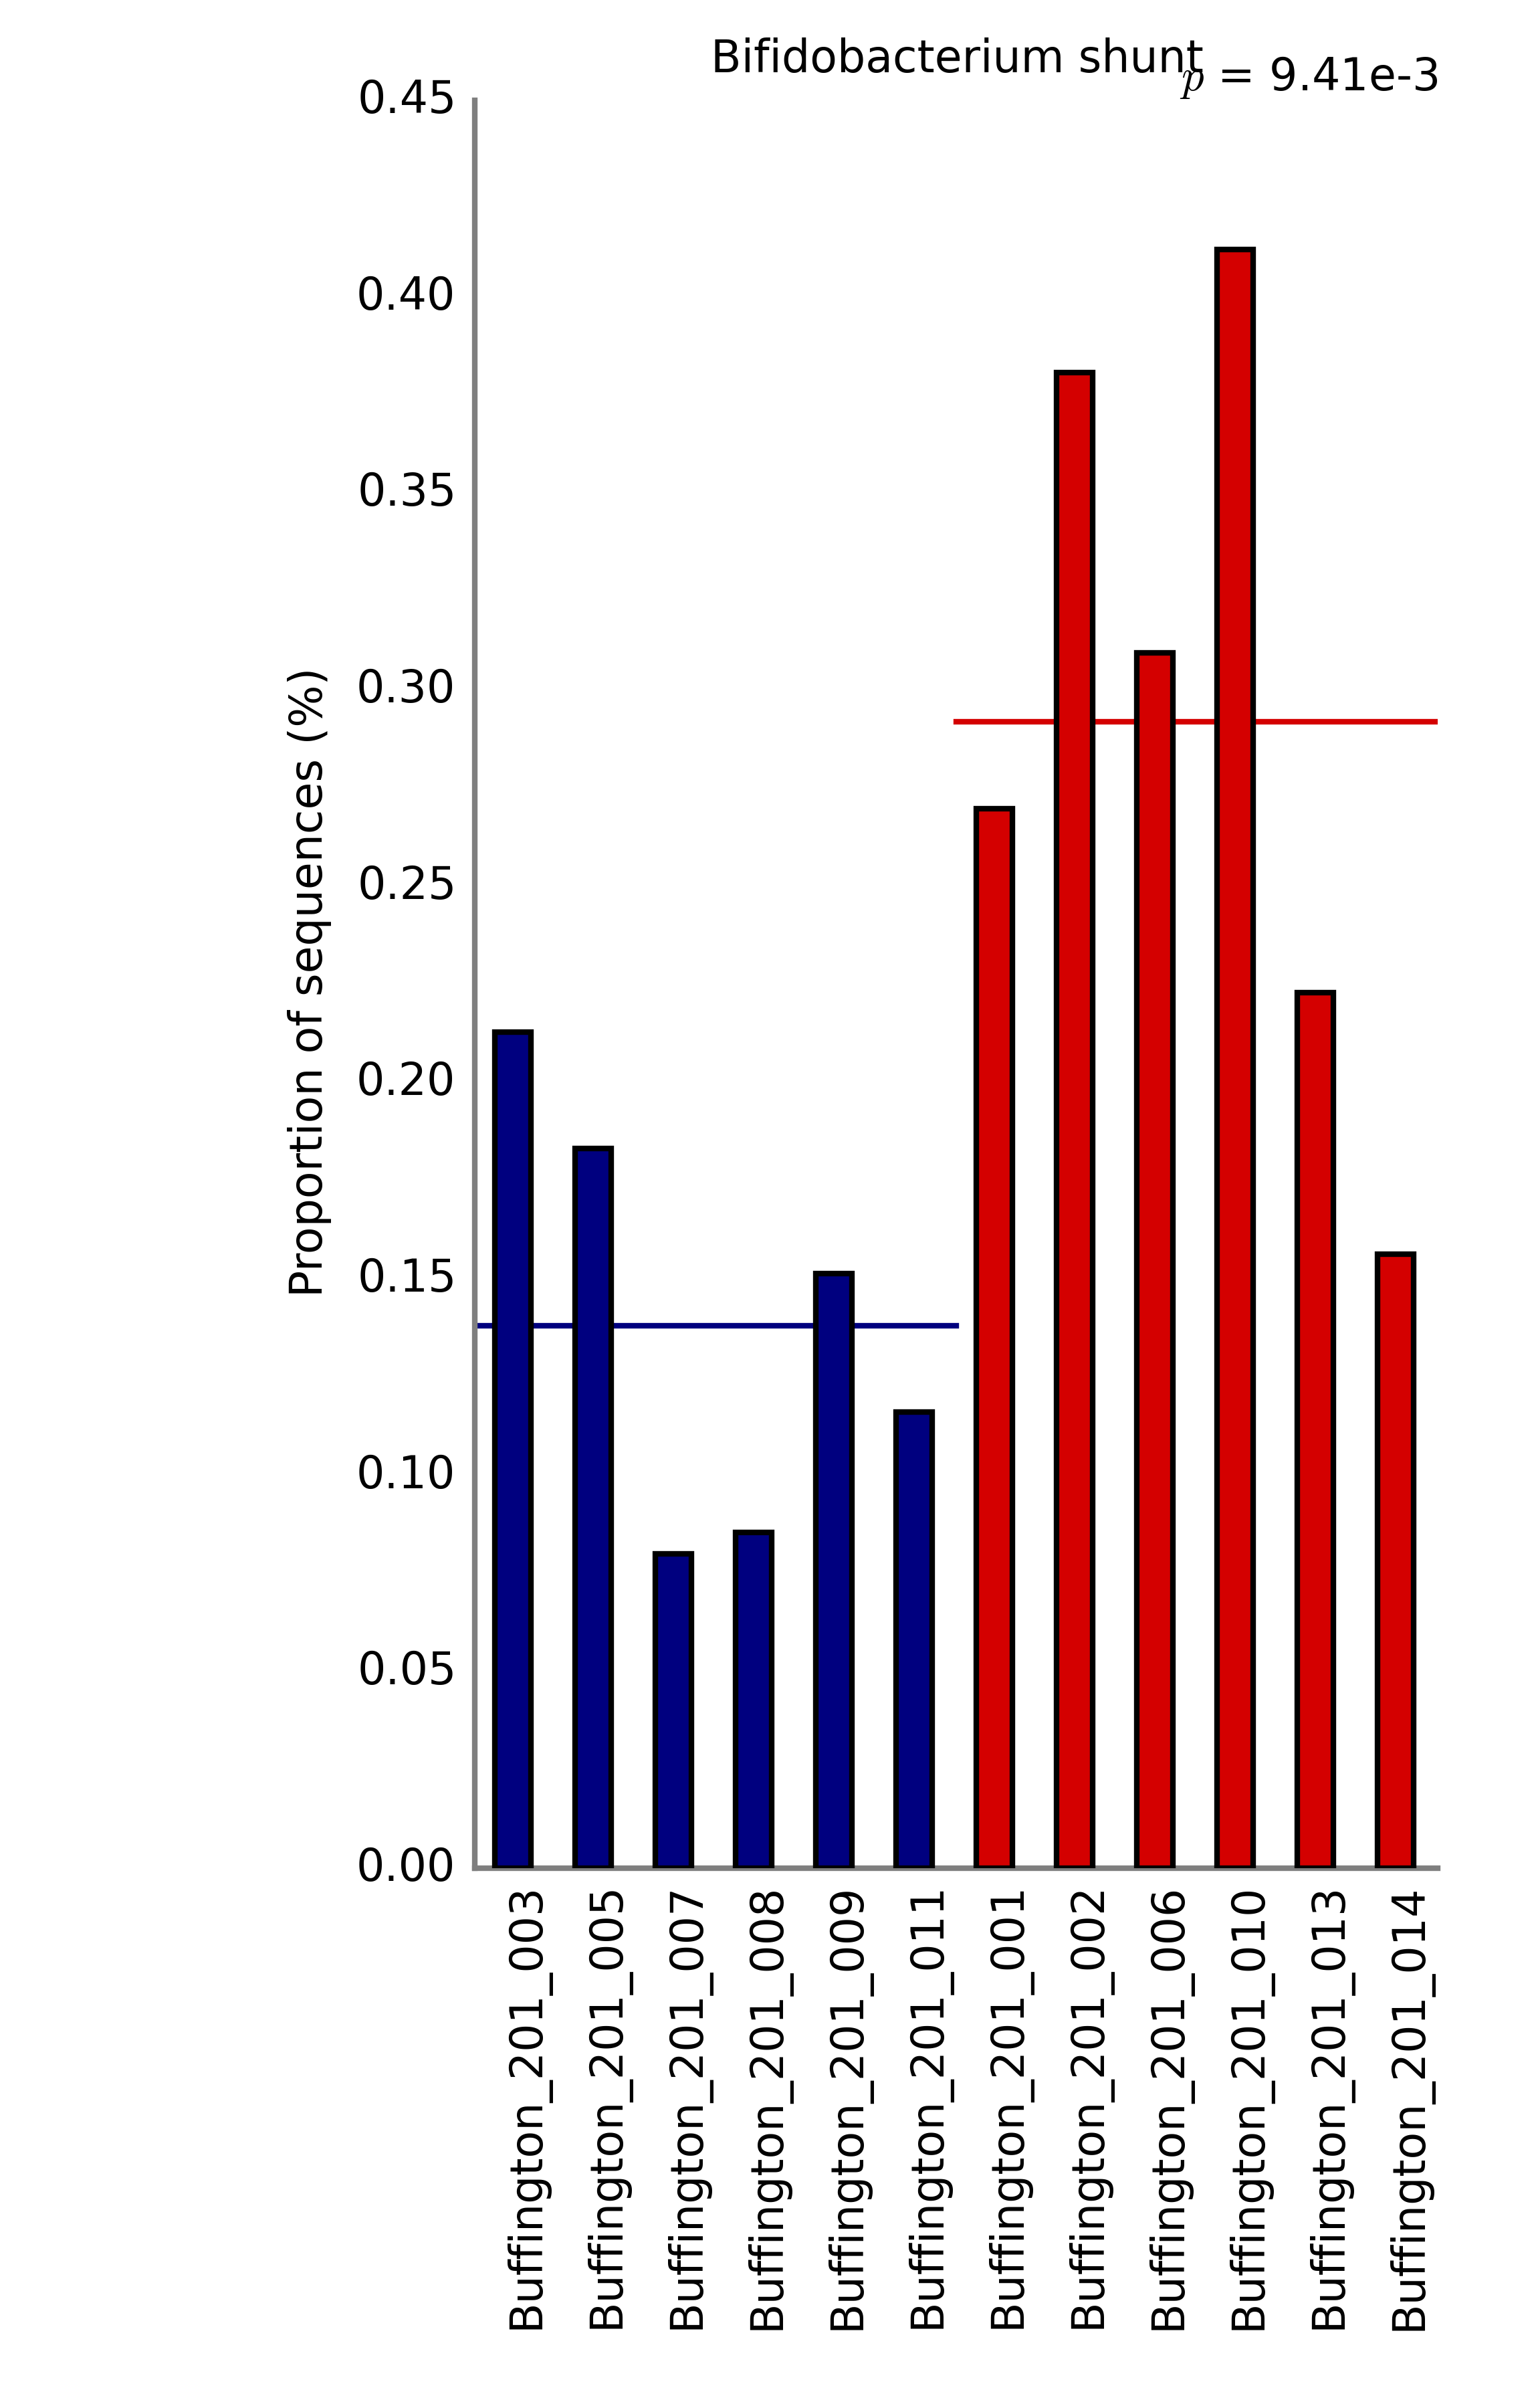 Bifidobacterium shunt
p = 9.41e-3
0.45
0.40
0.35
0.30
0.25
0.20
0.15
0.10
0.05
0.00
Proportion of sequences (%)
Buffington_201_003
Buffington_201_005
Buffington_201_007
Buffington_201_008
Buffington_201_009
Buffington_201_011
Buffington_201_001
Buffington_201_002
Buffington_201_006
Buffington_201_010
Buffington_201_013
Buffington_201_014